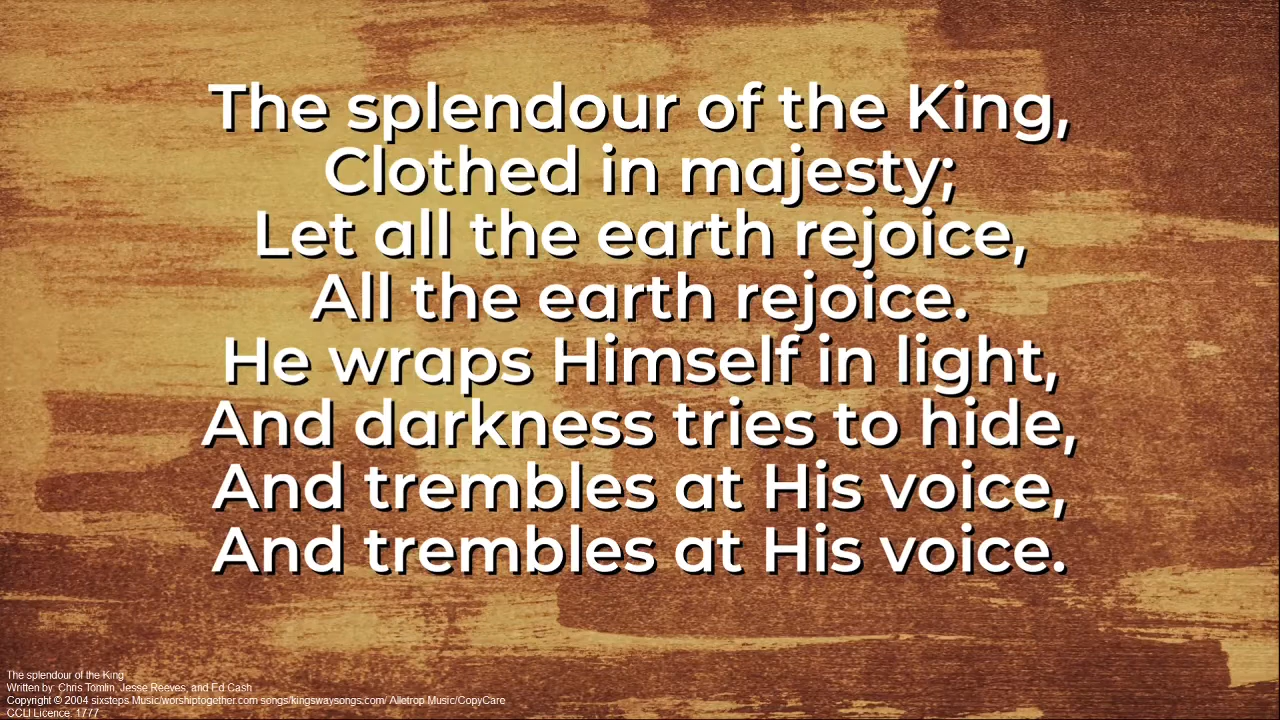 The splendour of the King,
Clothed in majesty;
Let all the earth rejoice,
All the earth rejoice.
He wraps Himself in light,
And darkness tries to hide,
And trembles at His voice,
And trembles at His voice.
The splendour of the King
Written by: Chris Tomlin, Jesse Reeves, and Ed Cash
Copyright © 2004 sixsteps Music/worshiptogether.com songs/kingswaysongs.com/ Alletrop Music/CopyCare
CCLI Licence: 1777